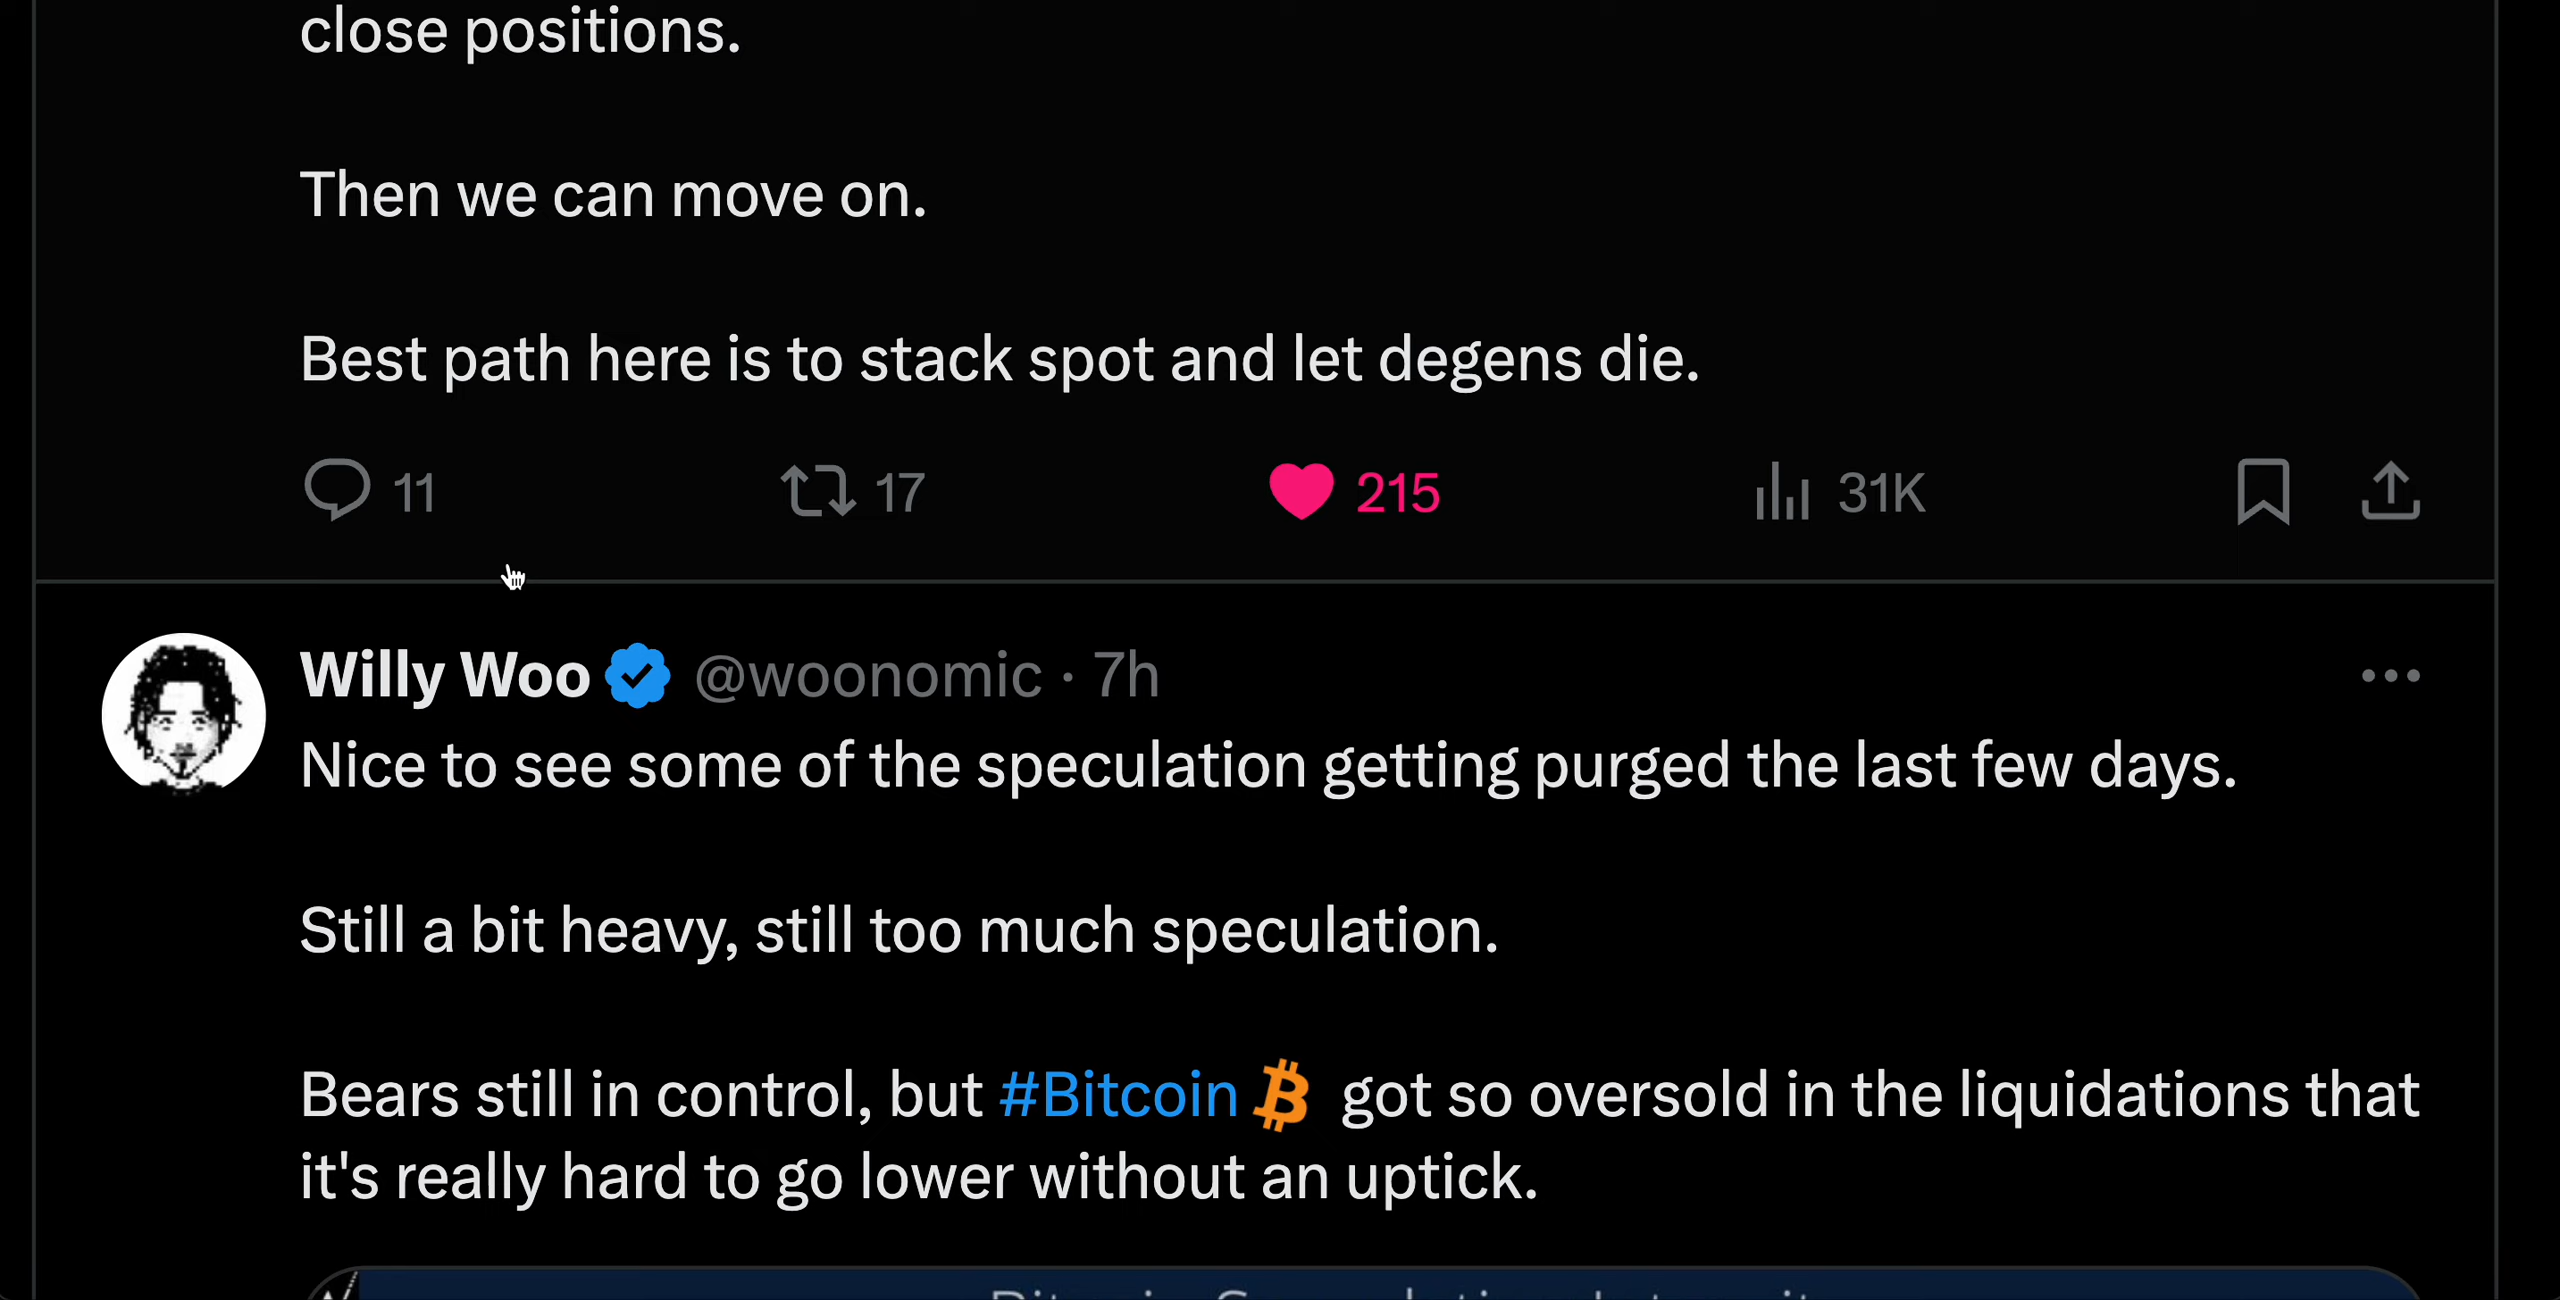 close positions.
Then we can move on.
Best path here is to stack spot and let degens die.
11 17 215 31K
Willy Woo @woonomic · 7h
Nice to see some of the speculation getting purged the last few days.
Still a bit heavy, still too much speculation.
Bears still in control, but #Bitcoin got so oversold in the liquidations that
it's really hard to go lower without an uptick.